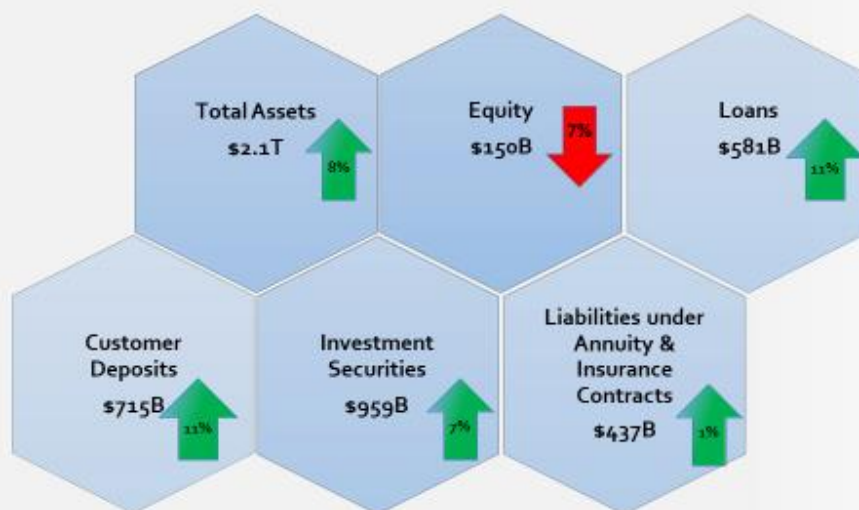 Total Assets
$2.1T
8%
Equity
$150B
7%
Loans
$581B
11%
Customer
Deposits
$715B
11%
Investment
Securities
$959B
7%
Liabilities under
Annuity &
Insurance
Contracts
$437B
1%